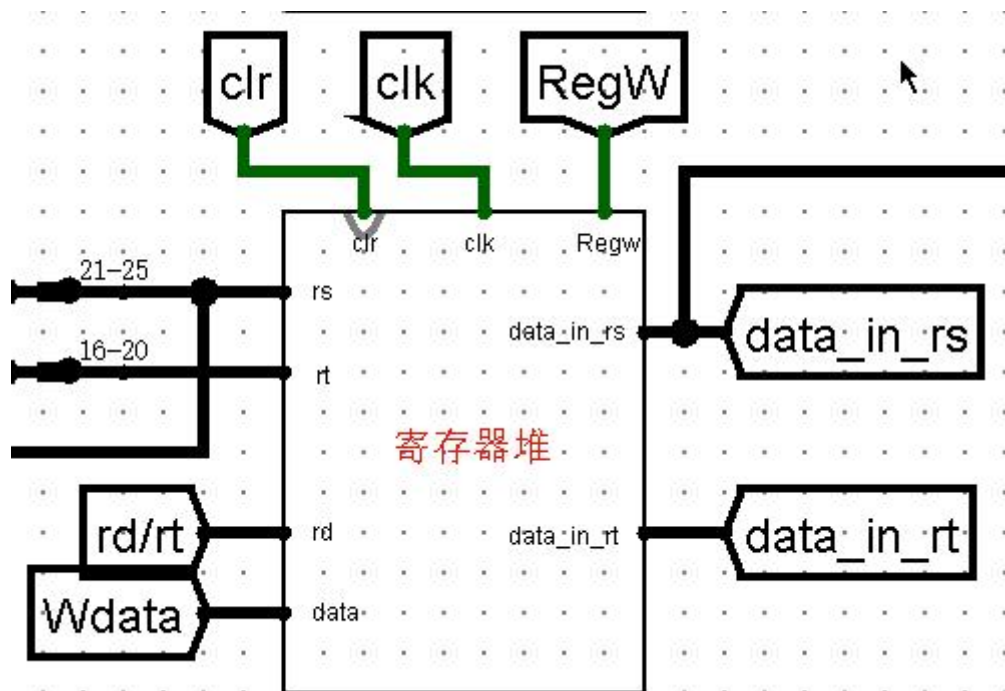 clr
clk
RegW
clr
clk
Regw
21-25
rs
data_in_rs
data_in_rs
16-20
rt
寄存器堆
rd/rt
rd
data_in_rt
data_in_rt
Wdata
data